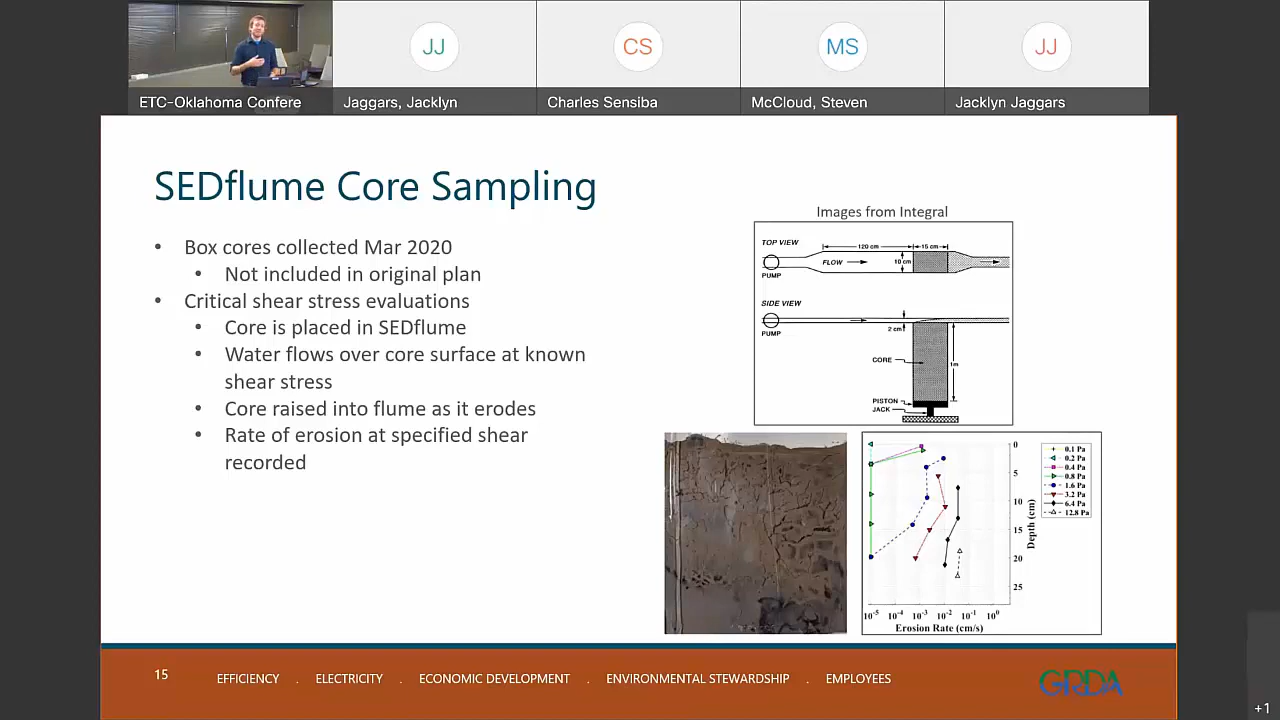 JJ
CS
MS
JJ
ETC-Oklahoma Confere
Jaggars, Jacklyn
Charles Sensiba
McCloud, Steven
Jacklyn Jaggars
SEDflume Core Sampling
• Box cores collected Mar 2020
• Not included in original plan
• Critical shear stress evaluations
• Core is placed in SEDflume
• Water flows over core surface at known
shear stress
• Core raised into flume as it erodes
• Rate of erosion at specified shear
recorded
Images from Integral
TOP VIEW
120 cm
15 cm
FLOW
10 cm
PUMP
SIDE VIEW
PUMP
2 cm
CORE
1m
PISTON
JACK
0
5
10
15
20
25
Depth (cm)
0.1 Pa
0.2 Pa
0.4 Pa
0.8 Pa
1.6 Pa
3.2 Pa
6.4 Pa
12.8 Pa
10⁻⁵ 10⁻⁴ 10⁻³ 10⁻² 10⁻¹ 10⁰
Erosion Rate (cm/s)
15
EFFICIENCY . ELECTRICITY . ECONOMIC DEVELOPMENT . ENVIRONMENTAL STEWARDSHIP . EMPLOYEES
GRDA
+1